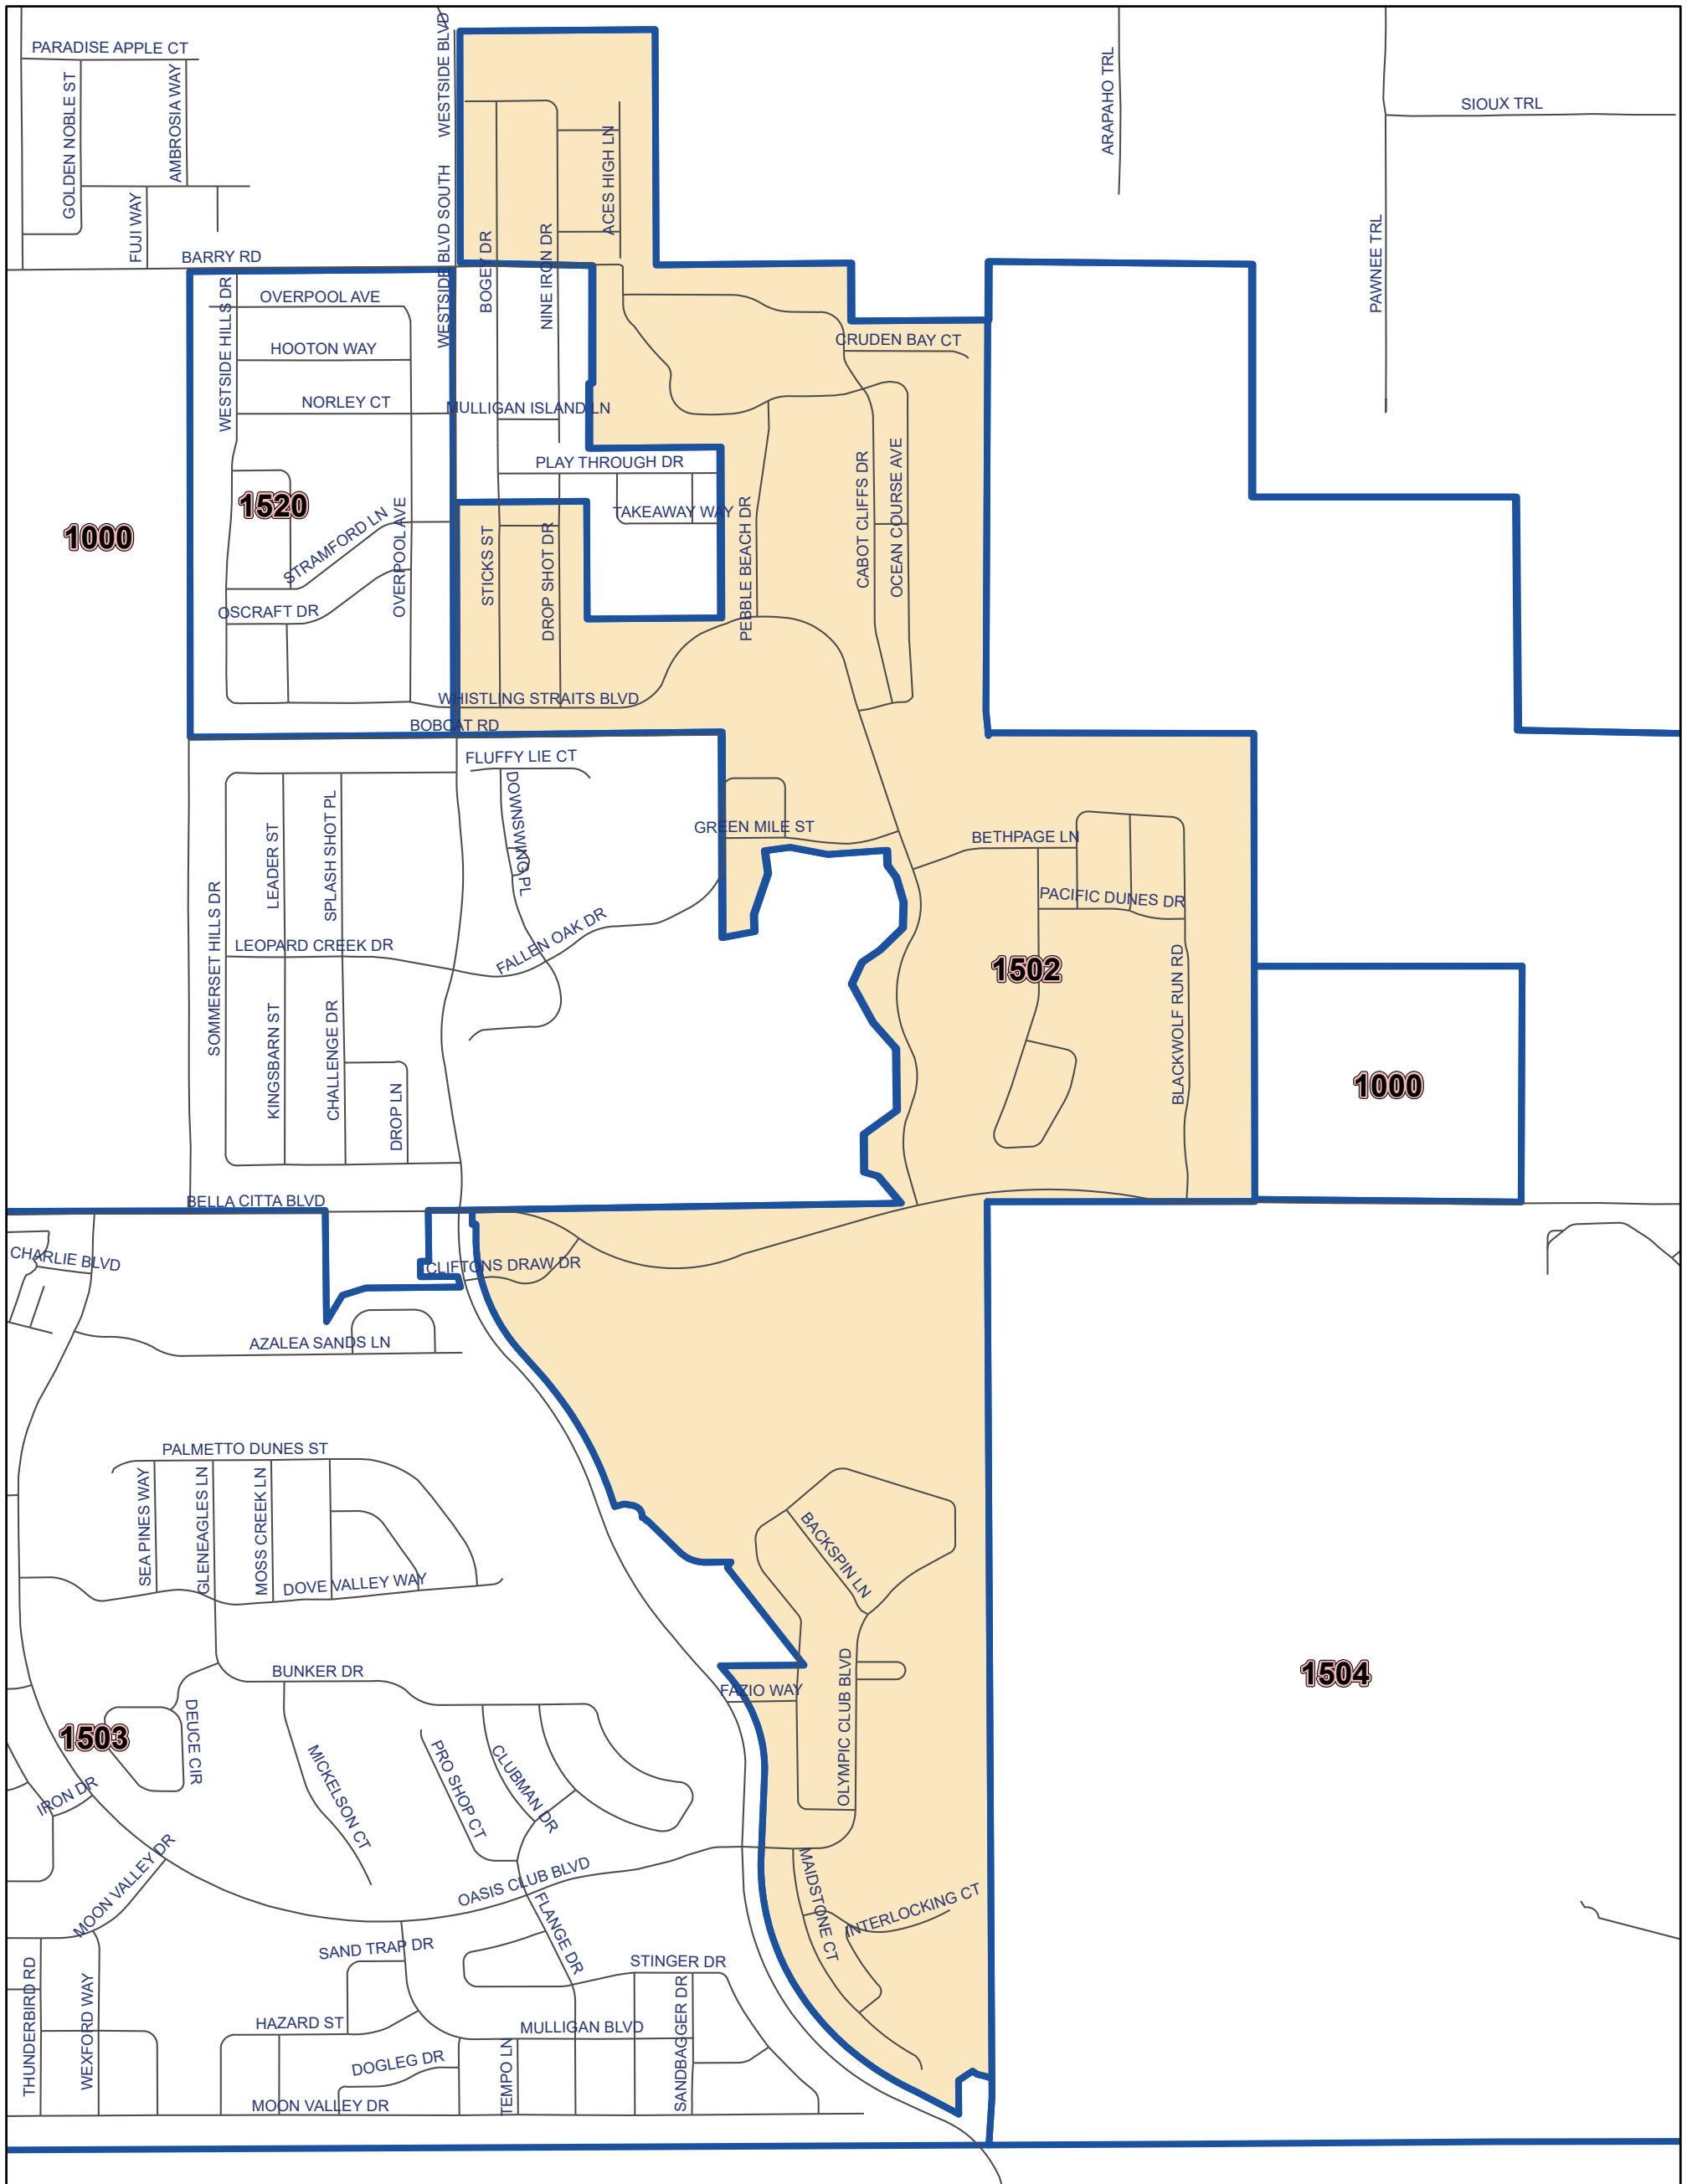 PARADISE APPLE CT
GOLDEN NOBLE ST
AMBROSIA WAY
FUJI WAY
WESTSIDE BLVD
WESTSIDE BLVD SOUTH
ARAPAHO TRL
SIOUX TRL
PAWNEE TRL
ACES HIGH LN
BOGEY DR
NINE IRON DR
BARRY RD
WESTSIDE HILLS DR
OVERPOOL AVE
HOOTON WAY
NORLEY CT
CRUDEN BAY CT
MULLIGAN ISLAND LN
PLAY THROUGH DR
TAKEAWAY WAY
1520
1000
STRAMFORD LN
OVERPOOL AVE
OSCRAFT DR
STICKS ST
DROP SHOT DR
PEBBLE BEACH DR
CABOT CLIFFS DR
OCEAN COURSE AVE
WHISTLING STRAITS BLVD
BOBCAT RD
FLUFFY LIE CT
DOWNSWING PL
LEADER ST
SPLASH SHOT PL
GREEN MILE ST
BETHPAGE LN
PACIFIC DUNES DR
SOMMERSET HILLS DR
LEOPARD CREEK DR
FALLEN OAK DR
1502
BLACKWOLF RUN RD
KINGSBARN ST
CHALLENGE DR
DROP LN
1000
BELLA CITTA BLVD
CHARLIE BLVD
CLIFTONS DRAW DR
AZALEA SANDS LN
PALMETTO DUNES ST
SEA PINES WAY
GLENEAGLES LN
MOSS CREEK LN
DOVE VALLEY WAY
BACKSPIN LN
BUNKER DR
FAZIO WAY
OLYMPIC CLUB BLVD
1504
1503
DEUCE CIR
MICKELSON CT
PRO SHOP CT
CLUBMAN DR
IRON DR
MOON VALLEY DR
OASIS CLUB BLVD
MAIDSTONE CT
INTERLOCKING CT
FLANGE DR
SAND TRAP DR
STINGER DR
THUNDERBIRD RD
WEXFORD WAY
HAZARD ST
MULLIGAN BLVD
SANDBAGGER DR
DOGLEG DR
TEMPO LN
MOON VALLEY DR